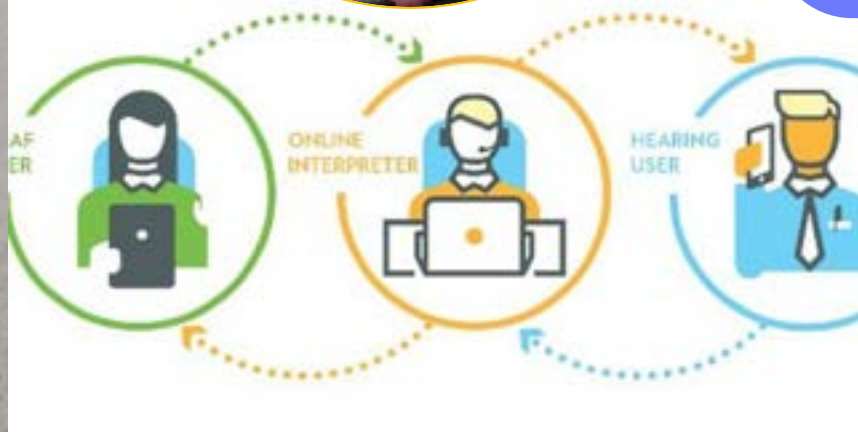 AF
ER
ONLINE
INTERPRETER
HEARING
USER